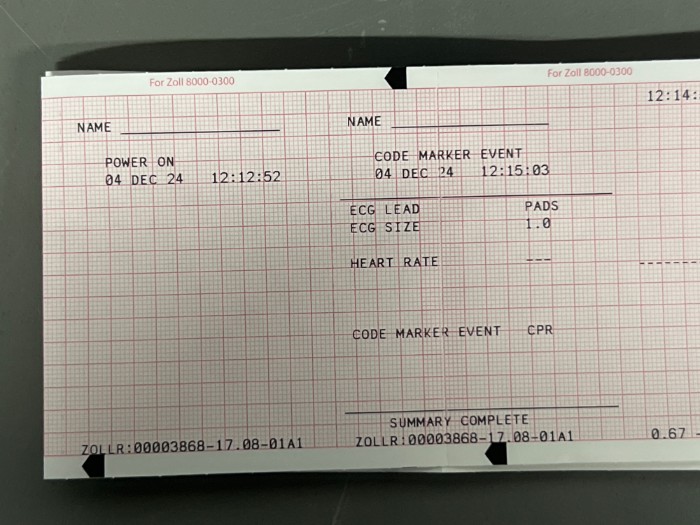 For Zoll 8000-0300
NAME
POWER ON
04 DEC 24 12:12:52
ZOLLR:00003868-17.08-01A1
For Zoll 8000-0300
NAME
CODE MARKER EVENT
04 DEC 24 12:15:03
ECG LEAD PADS
ECG SIZE 1.0
HEART RATE ---
CODE MARKER EVENT CPR
SUMMARY COMPLETE
ZOLLR:00003868-17.08-01A1
12:14:
0.67 -